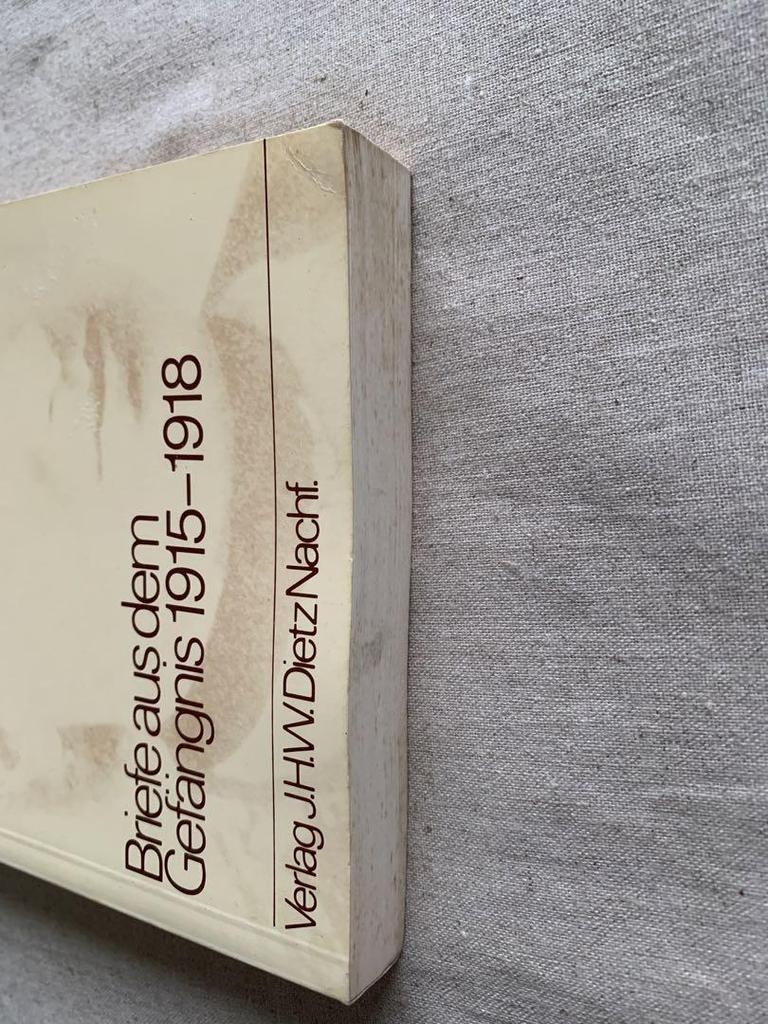 Briefe aus dem
Gefängnis 1915–1918
Verlag J.H.W. Dietz Nachf.